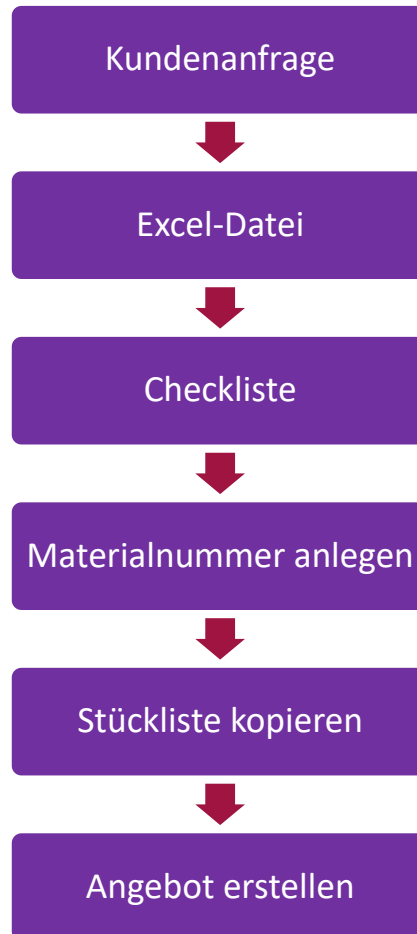 Kundenanfrage
Excel-Datei
Checkliste
Materialnummer anlegen
Stückliste kopieren
Angebot erstellen